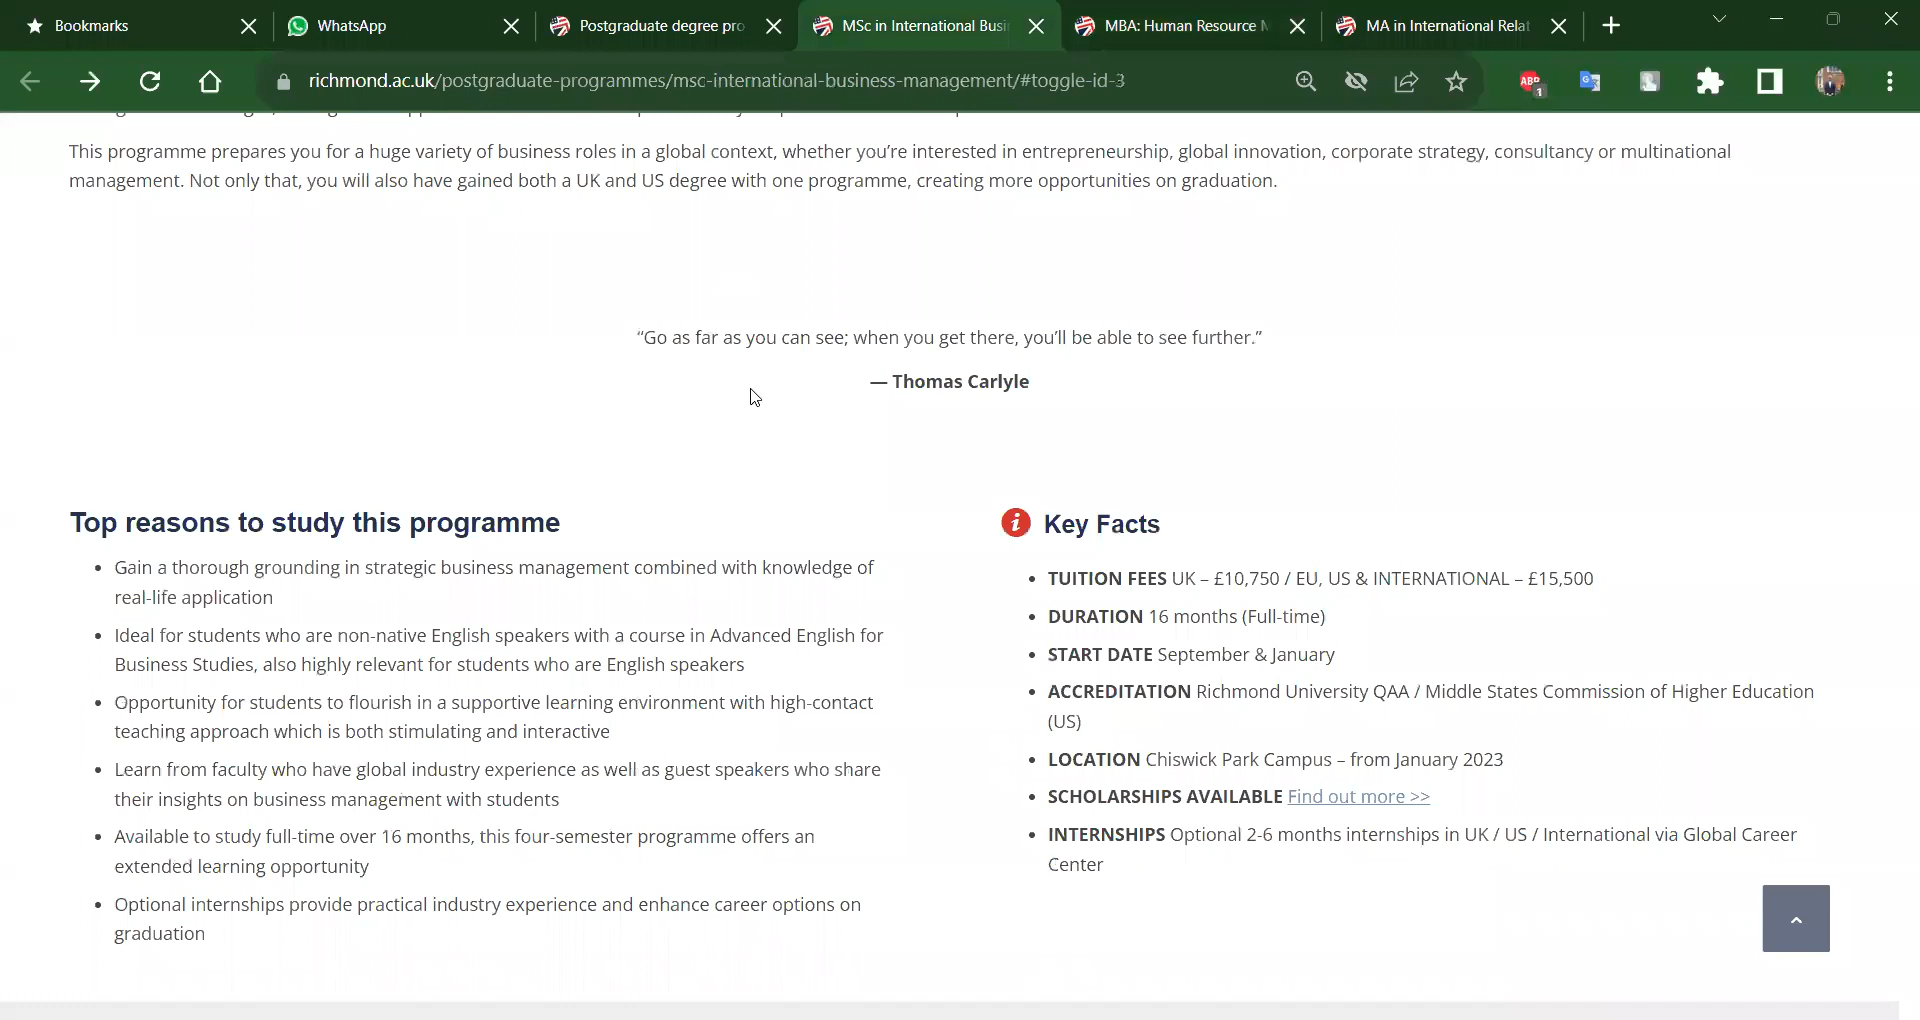 Bookmarks
WhatsApp
Postgraduate degree pro
MSc in International Busi
MBA: Human Resource M
MA in International Relat
richmond.ac.uk/postgraduate-programmes/msc-international-business-management/#toggle-id-3
ABP
1
This programme prepares you for a huge variety of business roles in a global context, whether you’re interested in entrepreneurship, global innovation, corporate strategy, consultancy or multinational
management. Not only that, you will also have gained both a UK and US degree with one programme, creating more opportunities on graduation.
“Go as far as you can see; when you get there, you’ll be able to see further.”
— Thomas Carlyle
Top reasons to study this programme
• Gain a thorough grounding in strategic business management combined with knowledge of
real-life application
• Ideal for students who are non-native English speakers with a course in Advanced English for
Business Studies, also highly relevant for students who are English speakers
• Opportunity for students to flourish in a supportive learning environment with high-contact
teaching approach which is both stimulating and interactive
• Learn from faculty who have global industry experience as well as guest speakers who share
their insights on business management with students
• Available to study full-time over 16 months, this four-semester programme offers an
extended learning opportunity
• Optional internships provide practical industry experience and enhance career options on
graduation
i Key Facts
• TUITION FEES UK – £10,750 / EU, US & INTERNATIONAL – £15,500
• DURATION 16 months (Full-time)
• START DATE September & January
• ACCREDITATION Richmond University QAA / Middle States Commission of Higher Education
(US)
• LOCATION Chiswick Park Campus – from January 2023
• SCHOLARSHIPS AVAILABLE Find out more >>
• INTERNSHIPS Optional 2-6 months internships in UK / US / International via Global Career
Center